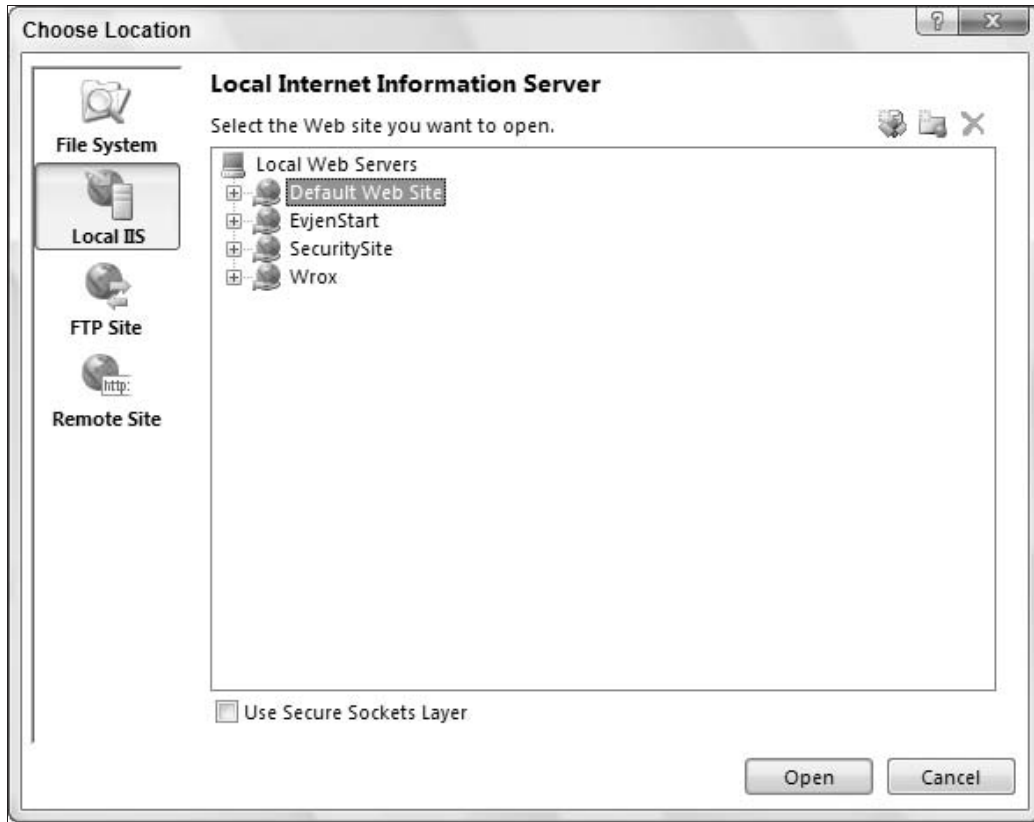 Choose Location
?
X
File System
Local IIS
FTP Site
http:
Remote Site
Local Internet Information Server
Select the Web site you want to open.
Local Web Servers
Default Web Site
EvjenStart
SecuritySite
Wrox
Use Secure Sockets Layer
Open
Cancel